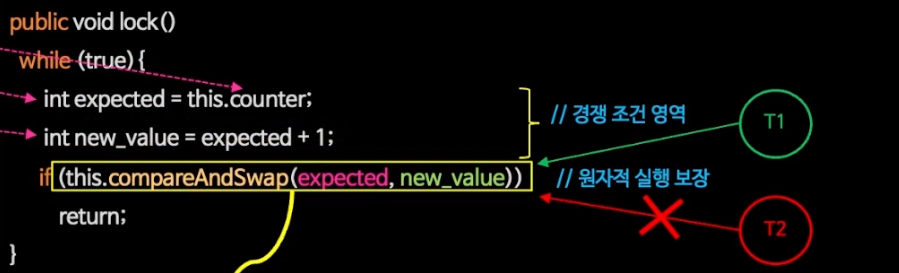 public void lock()
while (true) {
int expected = this.counter;
int new_value = expected + 1;
// 경쟁 조건 영역
T1
if (this.compareAndSwap(expected, new_value))
// 원자적 실행 보장
return;
T2
}